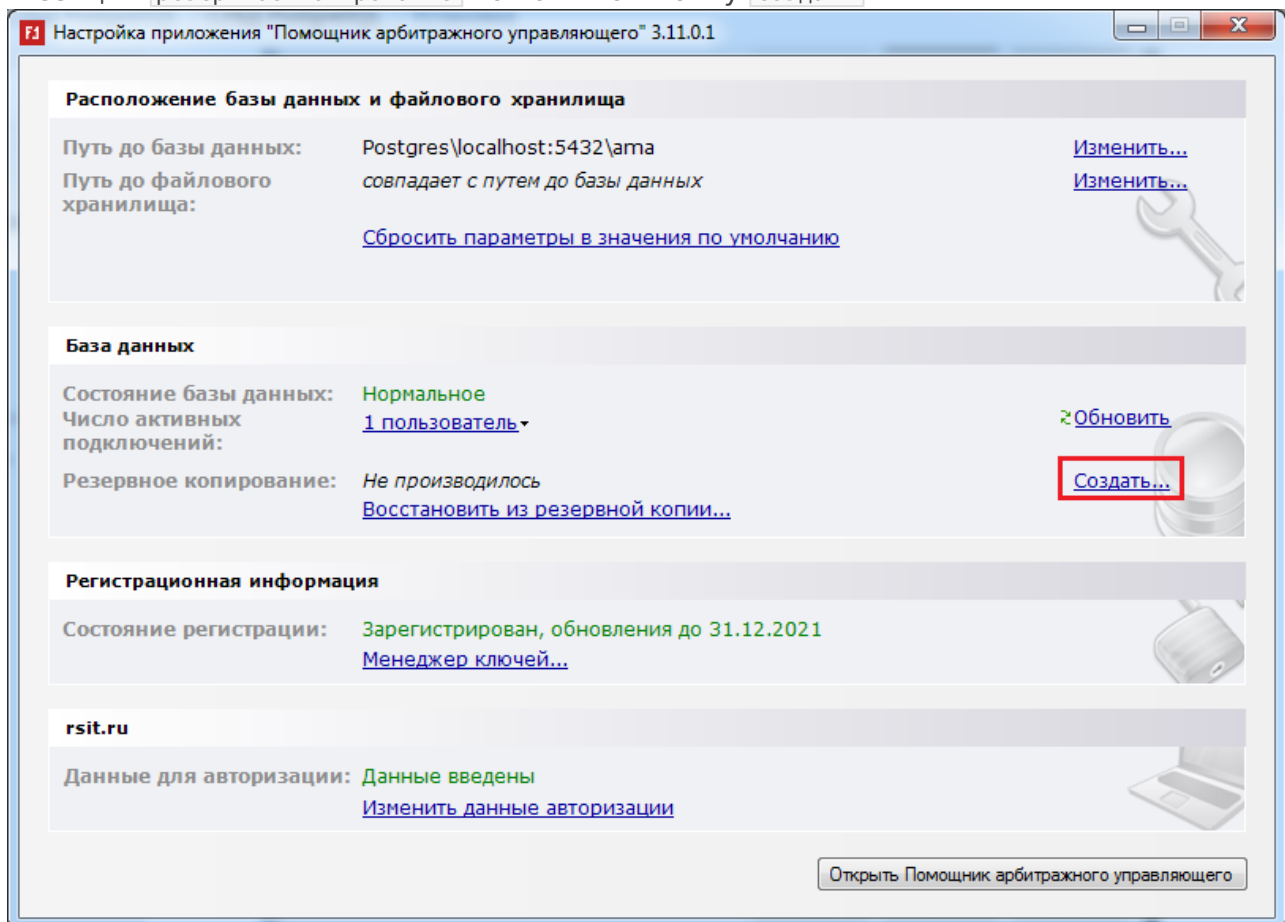 Настройка приложения "Помощник арбитражного управляющего" 3.11.0.1
Расположение базы данных и файлового хранилища
Путь до базы данных: Postgres\localhost:5432\ama Изменить...
Путь до файлового совпадает с путем до базы данных Изменить...
хранилища:
Сбросить параметры в значения по умолчанию
База данных
Состояние базы данных: Нормальное
Число активных 1 пользователь Обновить
подключений:
Резервное копирование: Не производилось Создать...
Восстановить из резервной копии...
Регистрационная информация
Состояние регистрации: Зарегистрирован, обновления до 31.12.2021
Менеджер ключей...
rsit.ru
Данные для авторизации: Данные введены
Изменить данные авторизации
Открыть Помощник арбитражного управляющего